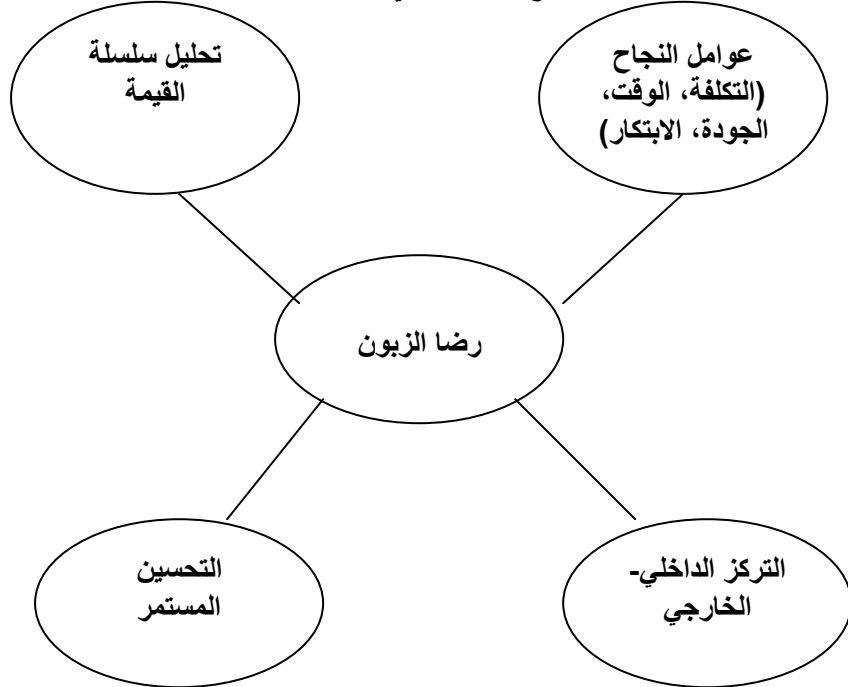 عوامل النجاح
(التكلفة، الوقت،
الجودة، الابتكار)
تحليل سلسلة
القيمة
رضا الزبون
التركز الداخلي-
الخارجي
التحسين
المستمر